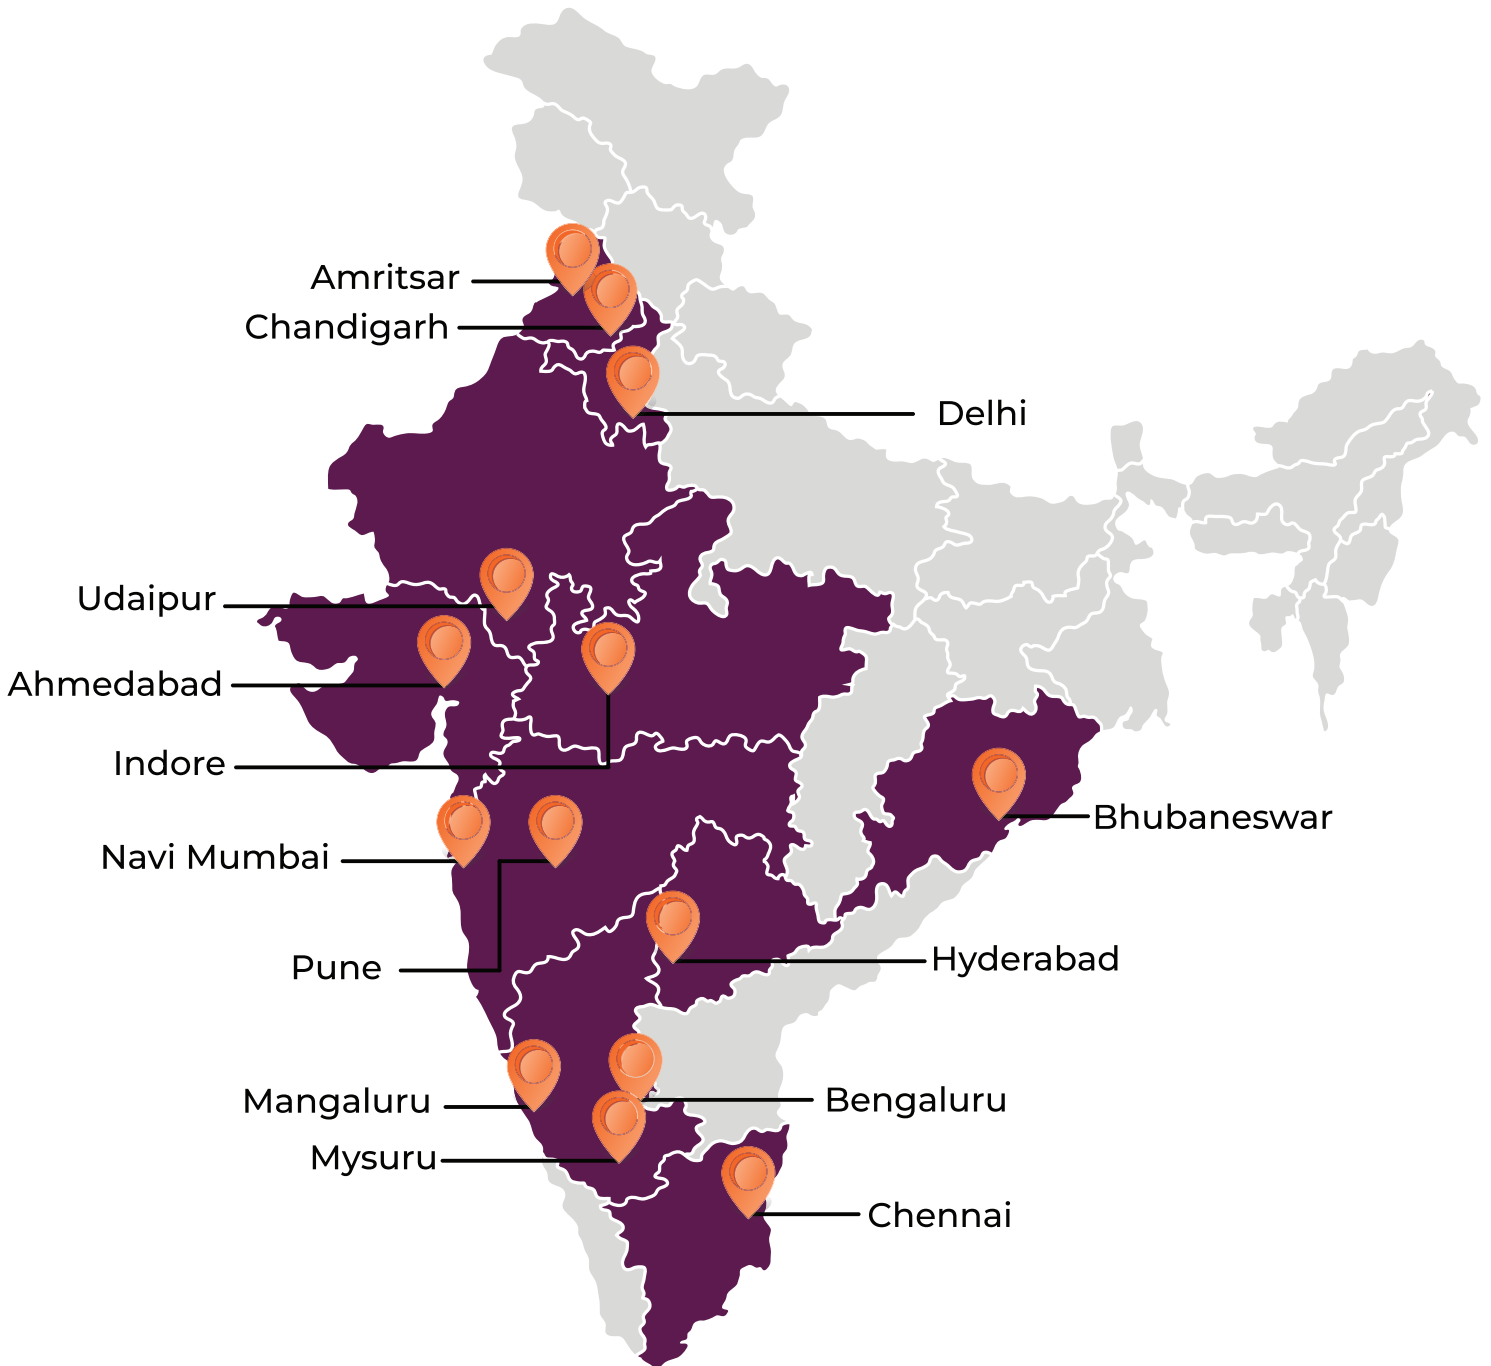 Amritsar
Chandigarh
Delhi
Udaipur
Ahmedabad
Indore
Bhubaneswar
Navi Mumbai
Pune
Hyderabad
Mangaluru
Bengaluru
Mysuru
Chennai